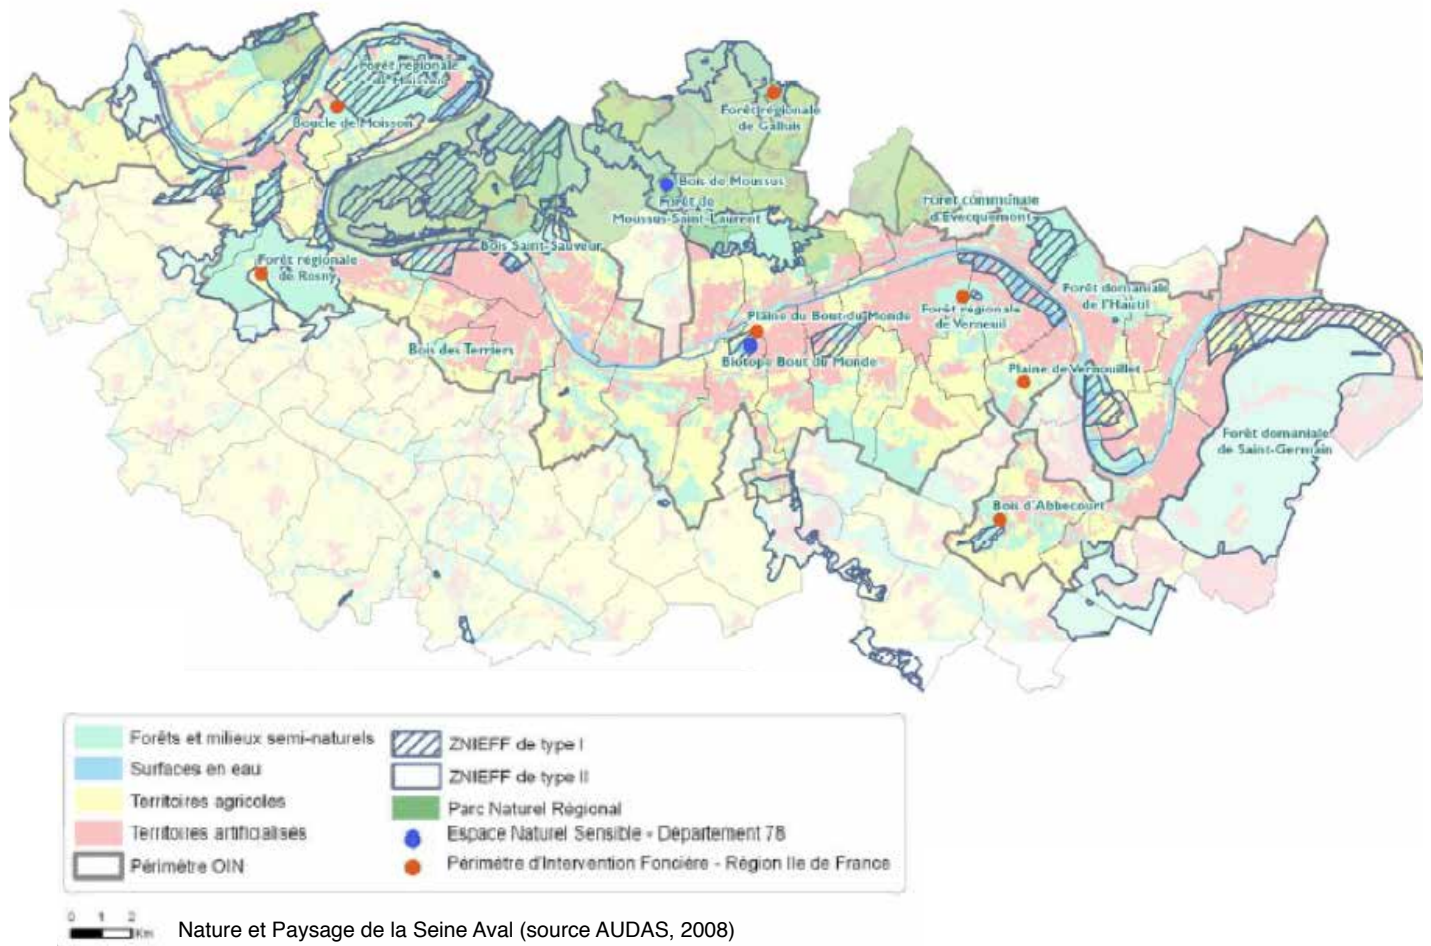 Forêt régionale
de Moisson
Boucle de Moisson
Forêt régionale
de Galluis
Bois de Moussus
Forêt de
Moussus-Saint-Laurent
Forêt communale
d'Evecquemont
Bois Saint-Sauveur
Forêt régionale
de Rosny
Forêt domaniale
de l'Hautil
Plaine du Bout-du-Monde
Forêt régionale
de Verneuil
Bois des Terriers
Biotope Bout du Monde
Plaine de Vernouillet
Forêt domaniale
de Saint-Germain
Bois d'Abbecourt
Forêts et milieux semi-naturels
Surfaces en eau
Territoires agricoles
Territoires artificialisés
Périmètre OIN
ZNIEFF de type I
ZNIEFF de type II
Parc Naturel Régional
Espace Naturel Sensible - Département 78
Périmètre d'Intervention Foncière - Région Ile de France
0 1 2
Km
Nature et Paysage de la Seine Aval (source AUDAS, 2008)